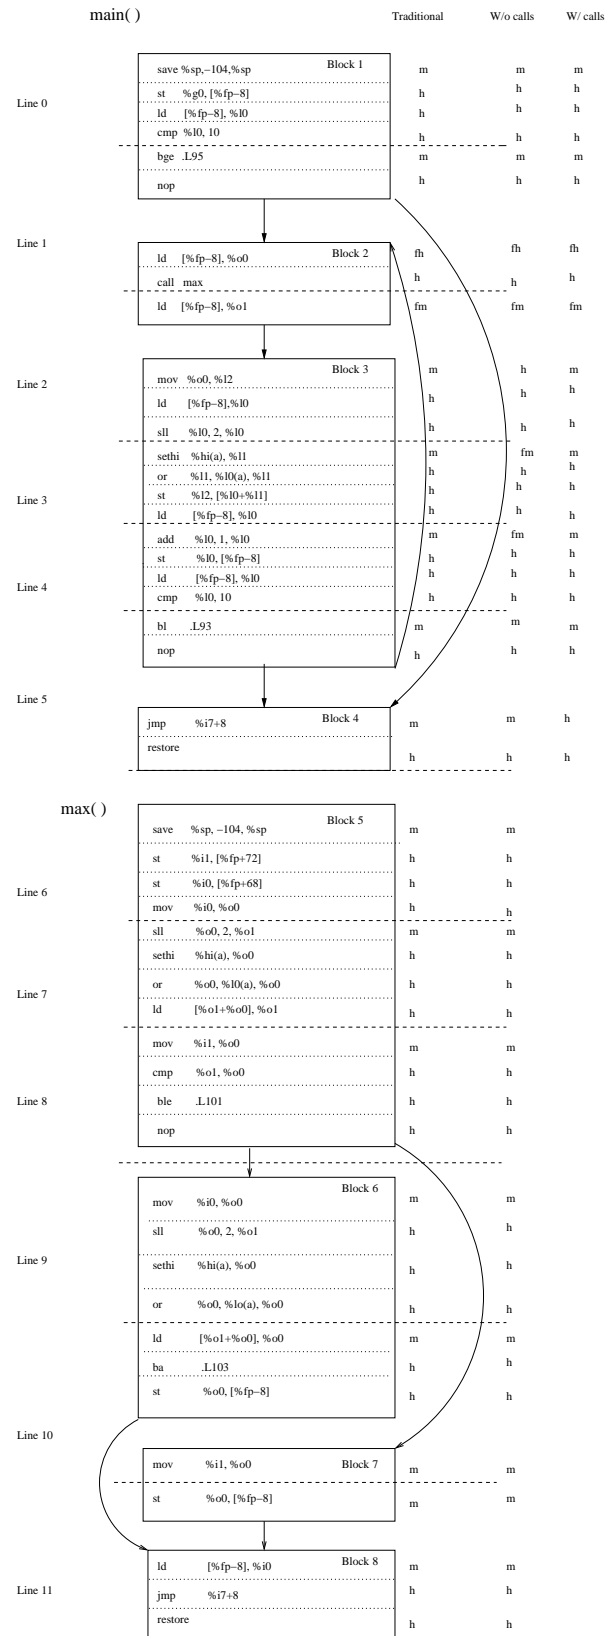 main( ) Traditional W/o calls W/ calls
Block 1
save %sp,–104,%sp m m m
st %g0, [%fp–8] h h h
Line 0
ld [%fp–8], %l0 h h h
cmp %l0, 10 h h h
bge .L95 m m m
nop h h h
Line 1
ld [%fp–8], %o0 Block 2 fh fh fh
call max h h h
ld [%fp–8], %o1 fm fm fm
Block 3
Line 2
mov %o0, %l2 m h m
ld [%fp–8],%l0 h h h
sll %l0, 2, %l0 h h h
sethi %hi(a), %l1 m fm m
or %l1, %l0(a), %l1 h h h
Line 3
st %l2, [%l0+%l1] h h h
ld [%fp–8], %l0 h h h
add %l0, 1, %l0 m fm m
st %l0, [%fp–8] h h h
ld [%fp–8], %l0 h h h
Line 4
cmp %l0, 10 h h h
bl .L93 m m m
nop h h h
Line 5
jmp %i7+8 Block 4 m m h
restore h h h
max( )
Block 5
save %sp, –104, %sp m m
st %i1, [%fp+72] h h
st %i0, [%fp+68] h h
Line 6
mov %i0, %o0 h h
sll %o0, 2, %o1 m m
sethi %hi(a), %o0 h h
or %o0, %l0(a), %o0 h h
Line 7
ld [%o1+%o0], %o1 h h
mov %i1, %o0 m m
cmp %o1, %o0 h h
Line 8
ble .L101 h h
nop h h
Block 6
mov %i0, %o0 m m
sll %o0, 2, %o1 h h
Line 9
sethi %hi(a), %o0 h h
or %o0, %lo(a), %o0 h h
ld [%o1+%o0], %o0 m m
ba .L103 h h
st %o0, [%fp–8] h h
Line 10
mov %i1, %o0 Block 7 m m
st %o0, [%fp–8] m m
ld [%fp–8], %i0 Block 8 m m
Line 11
jmp %i7+8 h h
restore h h